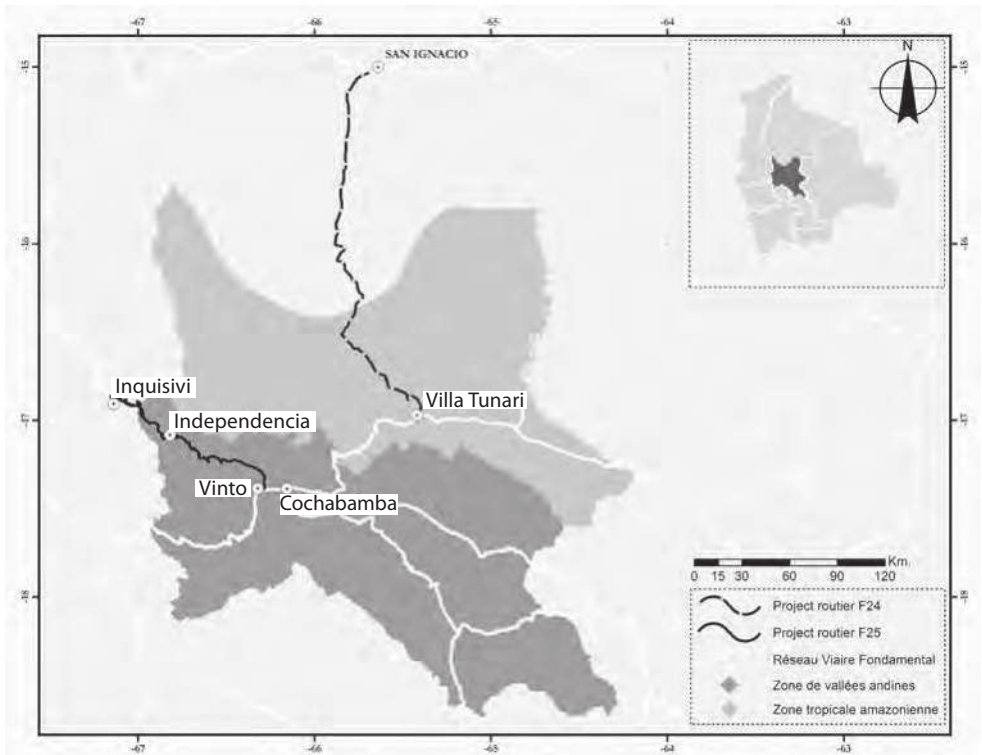 -67 -66 -65 -64 -63
SAN IGNACIO
N
-15 -15
-16 -16
Inquisivi
Villa Tunari
-17 -17
Independencia
Vinto
Cochabamba
Km.
0 15 30 60 90 120
-18 -18
Project routier F24
Project routier F25
Réseau Viaire Fondamental
Zone de vallées andines
Zone tropicale amazonienne
-67 -66 -65 -64 -63